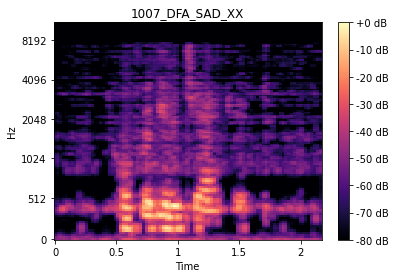 1007_DFA_SAD_XX
8192
4096
2048
1024
512
0
Hz
0
0.5
1
1.5
2
Time
+0 dB
-10 dB
-20 dB
-30 dB
-40 dB
-50 dB
-60 dB
-70 dB
-80 dB